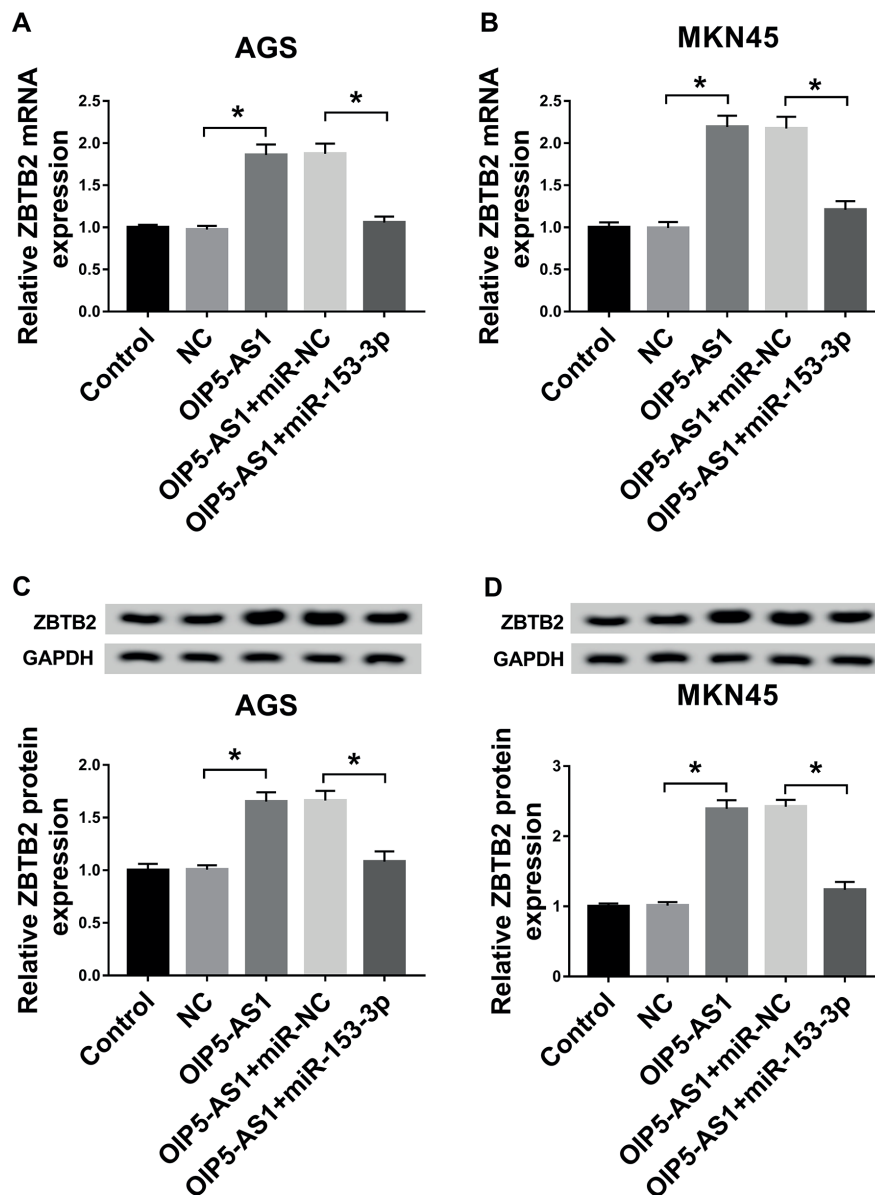 A
AGS
Relative ZBTB2 mRNA
expression
2.5
2.0
1.5
1.0
0.5
0.0
*
*
Control
NC
OIP5-AS1
OIP5-AS1+miR-NC
OIP5-AS1+miR-153-3p
B
MKN45
Relative ZBTB2 mRNA
expression
2.5
2.0
1.5
1.0
0.5
0.0
*
*
Control
NC
OIP5-AS1
OIP5-AS1+miR-NC
OIP5-AS1+miR-153-3p
C
ZBTB2
GAPDH
AGS
Relative ZBTB2 protein
expression
2.0
1.5
1.0
0.5
0.0
*
*
Control
NC
OIP5-AS1
OIP5-AS1+miR-NC
OIP5-AS1+miR-153-3p
D
ZBTB2
GAPDH
MKN45
Relative ZBTB2 protein
expression
3
2
1
0
*
*
Control
NC
OIP5-AS1
OIP5-AS1+miR-NC
OIP5-AS1+miR-153-3p